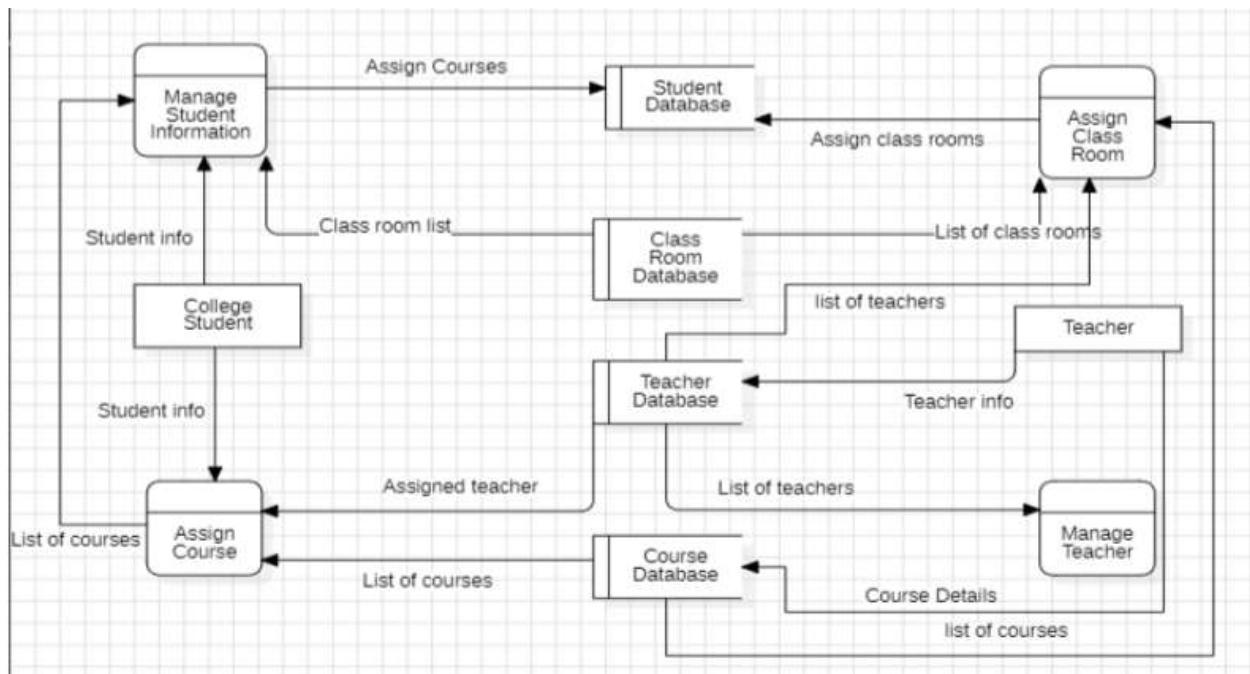 Assign Courses
Manage
Student
Information
Student
Database
Assign class rooms
Assign
Class
Room
Student info
Class room list
Class
Room
Database
List of class rooms
College
Student
list of teachers
Teacher
Student info
Teacher
Database
Teacher info
Assigned teacher
List of teachers
List of courses
Assign
Course
Manage
Teacher
List of courses
Course
Database
Course Details
list of courses